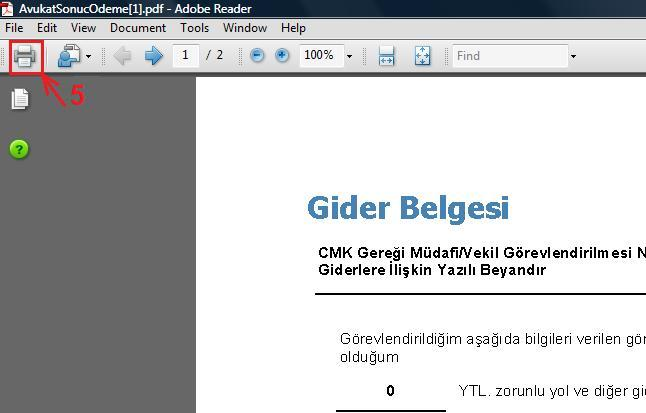 AvukatSonucOdeme[1].pdf - Adobe Reader
File Edit View Document Tools Window Help
1 / 2 100% Find
5
?
Gider Belgesi
CMK Gereği Müdafi/Vekil Görevlendirilmesi N
Giderlere İlişkin Yazılı Beyandır
Görevlendirildiğim aşağıda bilgileri verilen gör
olduğum
0 YTL. zorunlu yol ve diğer gid